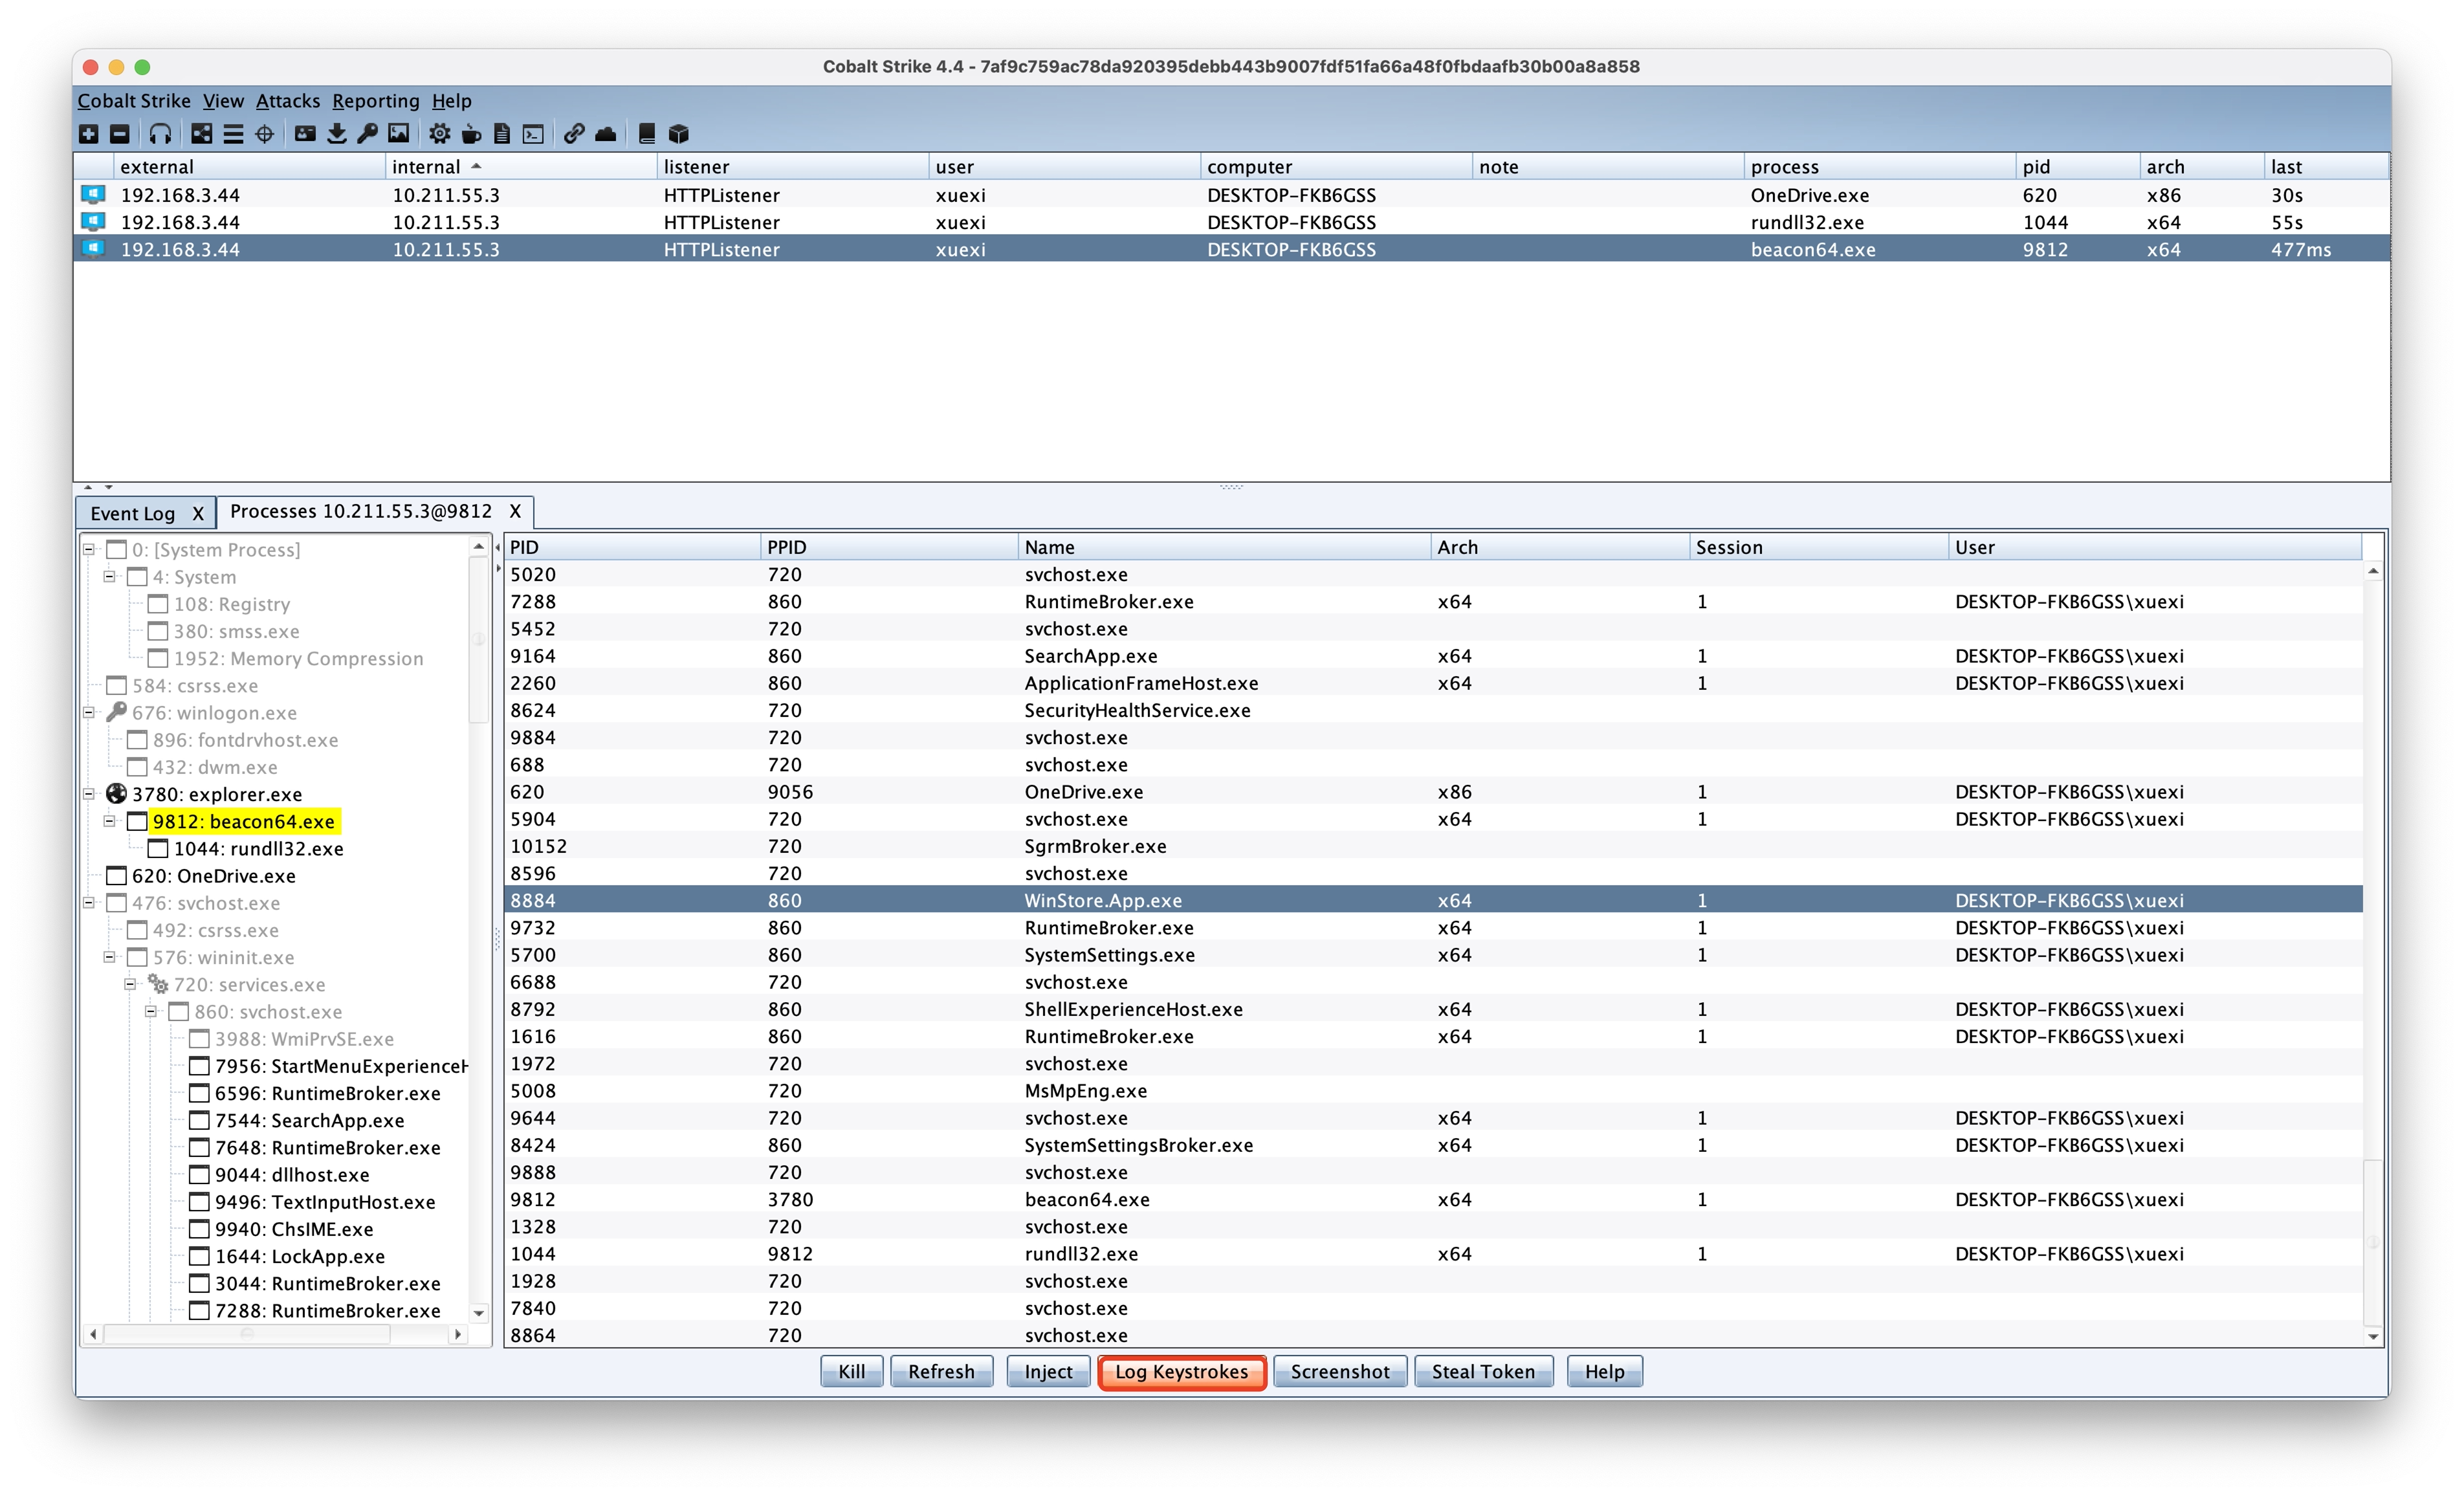 Cobalt Strike 4.4 - 7af9c759ac78da920395debb443b9007fdf51fa66a48f0fbdaafb30b00a8a858
Cobalt Strike View Attacks Reporting Help
external internal listener user computer note process pid arch last
192.168.3.44 10.211.55.3 HTTPListener xuexi DESKTOP-FKB6GSS OneDrive.exe 620 x86 30s
192.168.3.44 10.211.55.3 HTTPListener xuexi DESKTOP-FKB6GSS rundll32.exe 1044 x64 55s
192.168.3.44 10.211.55.3 HTTPListener xuexi DESKTOP-FKB6GSS beacon64.exe 9812 x64 477ms
Event Log X Processes 10.211.55.3@9812 X
0: [System Process]
4: System
108: Registry
380: smss.exe
1952: Memory Compression
584: csrss.exe
676: winlogon.exe
896: fontdrvhost.exe
432: dwm.exe
3780: explorer.exe
9812: beacon64.exe
1044: rundll32.exe
620: OneDrive.exe
476: svchost.exe
492: csrss.exe
576: wininit.exe
720: services.exe
860: svchost.exe
3988: WmiPrvSE.exe
7956: StartMenuExperienceH
6596: RuntimeBroker.exe
7544: SearchApp.exe
7648: RuntimeBroker.exe
9044: dllhost.exe
9496: TextInputHost.exe
9940: ChsIME.exe
1644: LockApp.exe
3044: RuntimeBroker.exe
7288: RuntimeBroker.exe
PID PPID Name Arch Session User
5020 720 svchost.exe
7288 860 RuntimeBroker.exe x64 1 DESKTOP-FKB6GSS\xuexi
5452 720 svchost.exe
9164 860 SearchApp.exe x64 1 DESKTOP-FKB6GSS\xuexi
2260 860 ApplicationFrameHost.exe x64 1 DESKTOP-FKB6GSS\xuexi
8624 720 SecurityHealthService.exe
9884 720 svchost.exe
688 720 svchost.exe
620 9056 OneDrive.exe x86 1 DESKTOP-FKB6GSS\xuexi
5904 720 svchost.exe x64 1 DESKTOP-FKB6GSS\xuexi
10152 720 SgrmBroker.exe
8596 720 svchost.exe
8884 860 WinStore.App.exe x64 1 DESKTOP-FKB6GSS\xuexi
9732 860 RuntimeBroker.exe x64 1 DESKTOP-FKB6GSS\xuexi
5700 860 SystemSettings.exe x64 1 DESKTOP-FKB6GSS\xuexi
6688 720 svchost.exe
8792 860 ShellExperienceHost.exe x64 1 DESKTOP-FKB6GSS\xuexi
1616 860 RuntimeBroker.exe x64 1 DESKTOP-FKB6GSS\xuexi
1972 720 svchost.exe
5008 720 MsMpEng.exe
9644 720 svchost.exe x64 1 DESKTOP-FKB6GSS\xuexi
8424 860 SystemSettingsBroker.exe x64 1 DESKTOP-FKB6GSS\xuexi
9888 720 svchost.exe
9812 3780 beacon64.exe x64 1 DESKTOP-FKB6GSS\xuexi
1328 720 svchost.exe
1044 9812 rundll32.exe x64 1 DESKTOP-FKB6GSS\xuexi
1928 720 svchost.exe
7840 720 svchost.exe
8864 720 svchost.exe
Kill Refresh Inject Log Keystrokes Screenshot Steal Token Help